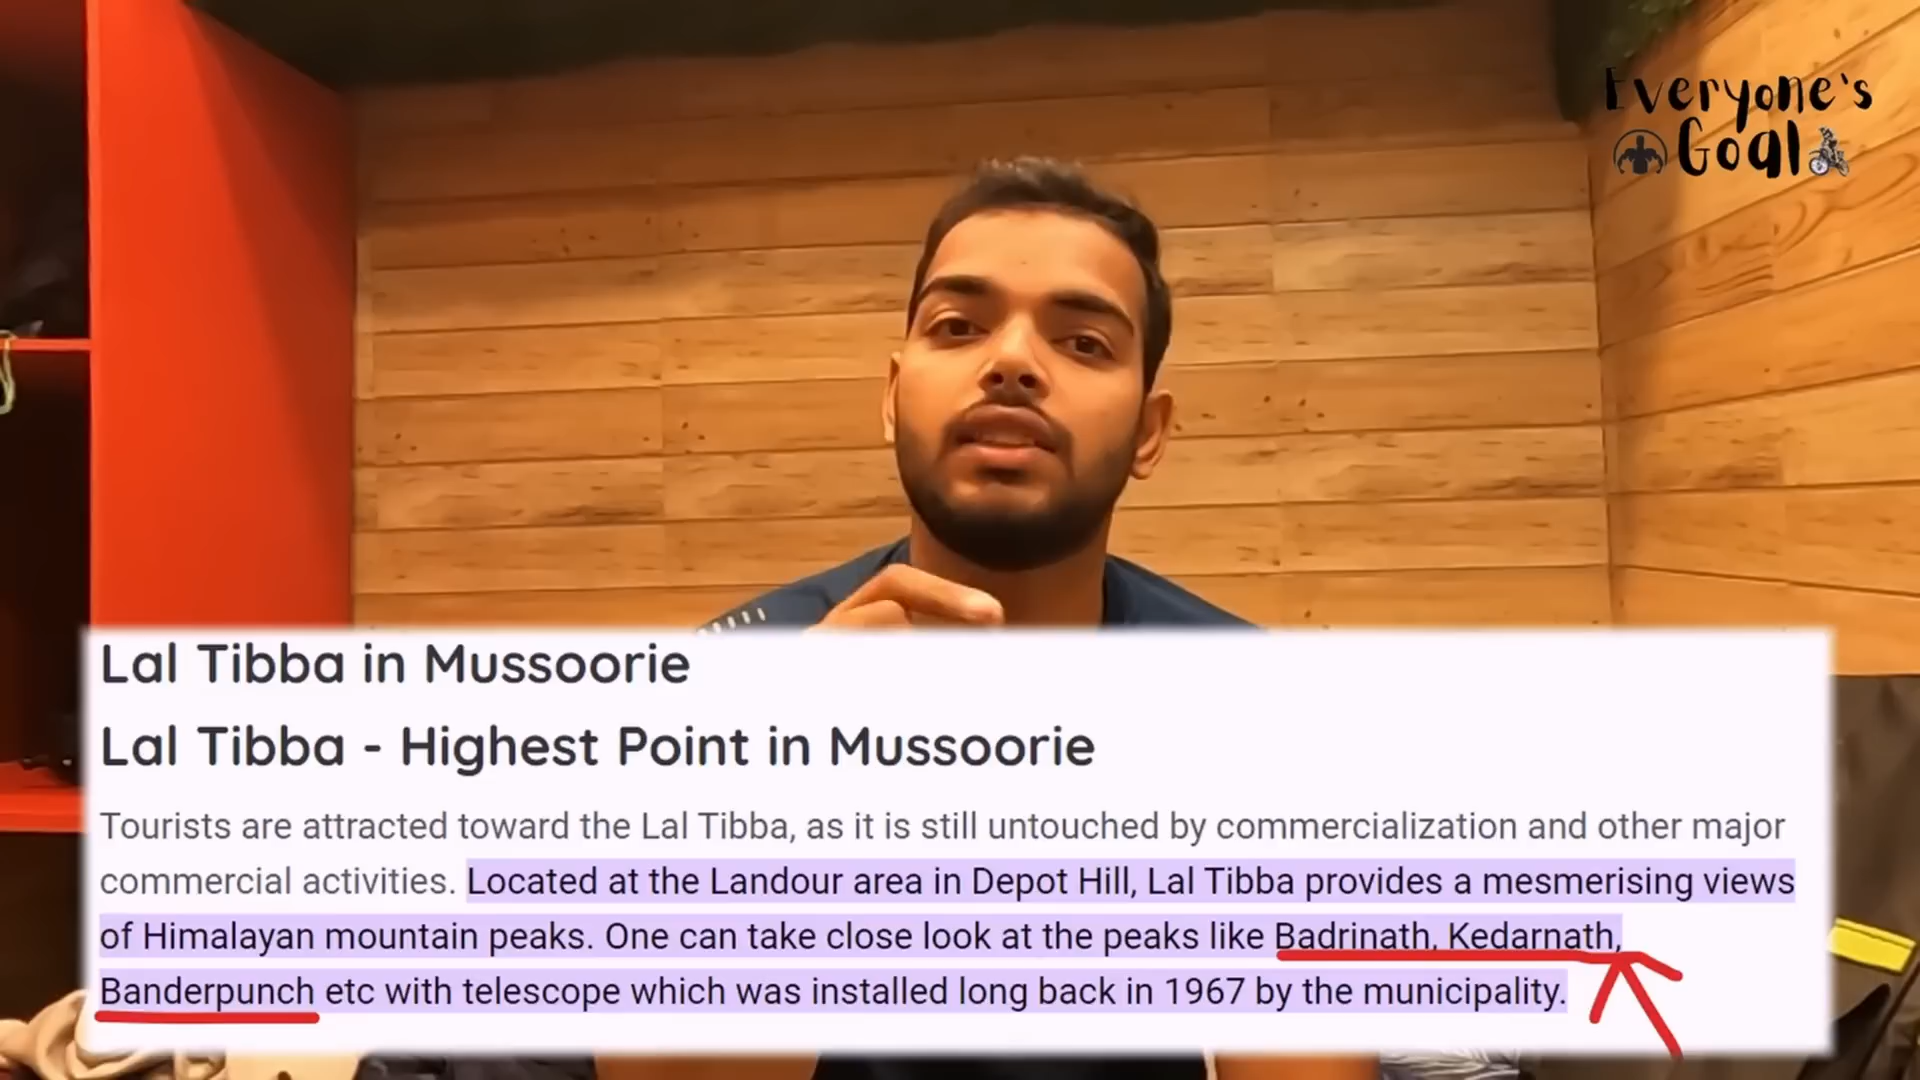 Everyone's
Goal
Lal Tibba in Mussoorie
Lal Tibba - Highest Point in Mussoorie
Tourists are attracted toward the Lal Tibba, as it is still untouched by commercialization and other major
commercial activities. Located at the Landour area in Depot Hill, Lal Tibba provides a mesmerising views
of Himalayan mountain peaks. One can take close look at the peaks like Badrinath, Kedarnath,
Banderpunch etc with telescope which was installed long back in 1967 by the municipality.